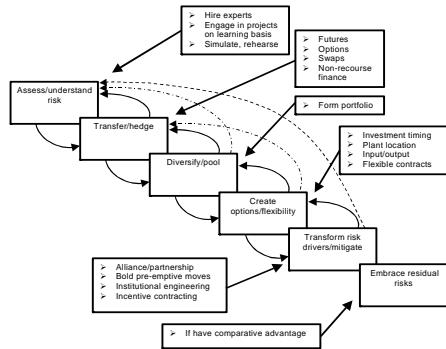 ➢ Hire experts
➢ Engage in projects
on learning basis
➢ Simulate, rehearse
➢ Futures
➢ Options
➢ Swaps
➢ Non-recourse
finance
Assess/understand
risk
➢ Form portfolio
Transfer/hedge
➢ Investment timing
➢ Plant location
➢ Input/output
➢ Flexible contracts
Diversify/pool
Create
options/flexibility
Transform risk
drivers/mitigate
➢ Alliance/partnership
➢ Bold pre-emptive moves
➢ Institutional engineering
➢ Incentive contracting
Embrace residual
risks
➢ If have comparative advantage